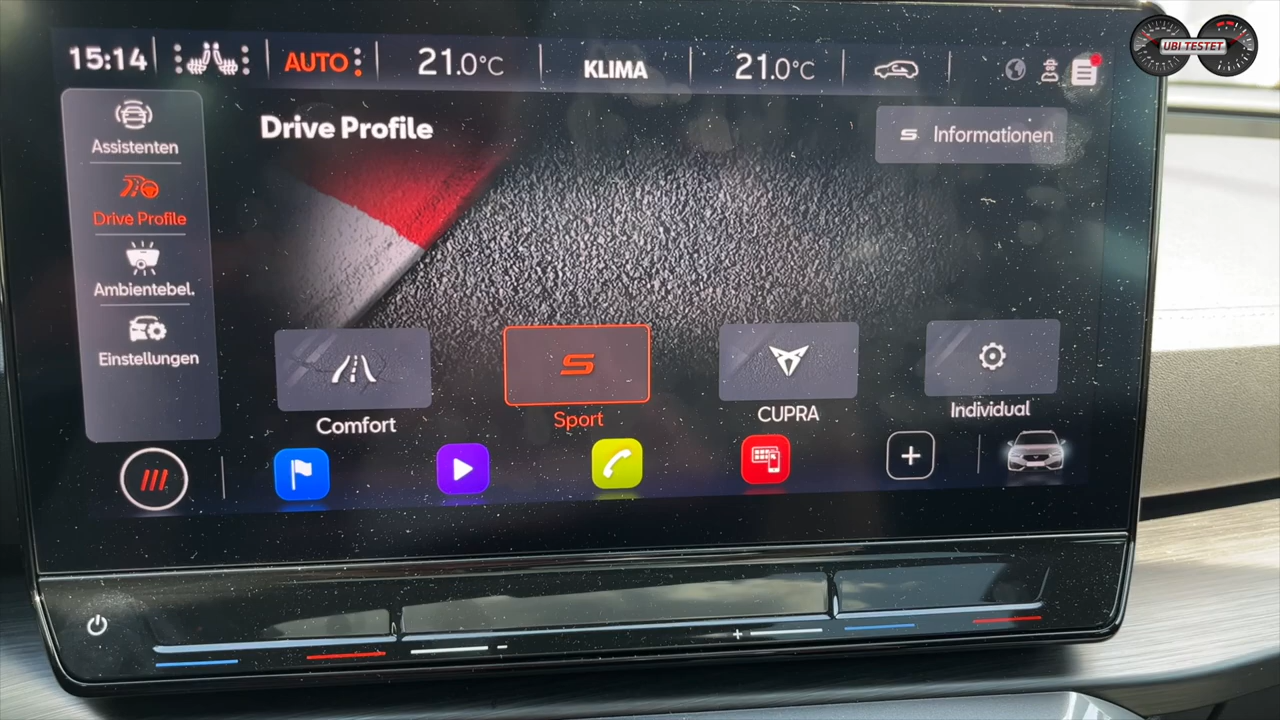 UBI TESTET
15:14
AUTO
21.0°C
KLIMA
21.0°C
Drive Profile
Informationen
Assistenten
Drive Profile
Ambientebel.
Einstellungen
Comfort
Sport
CUPRA
Individual